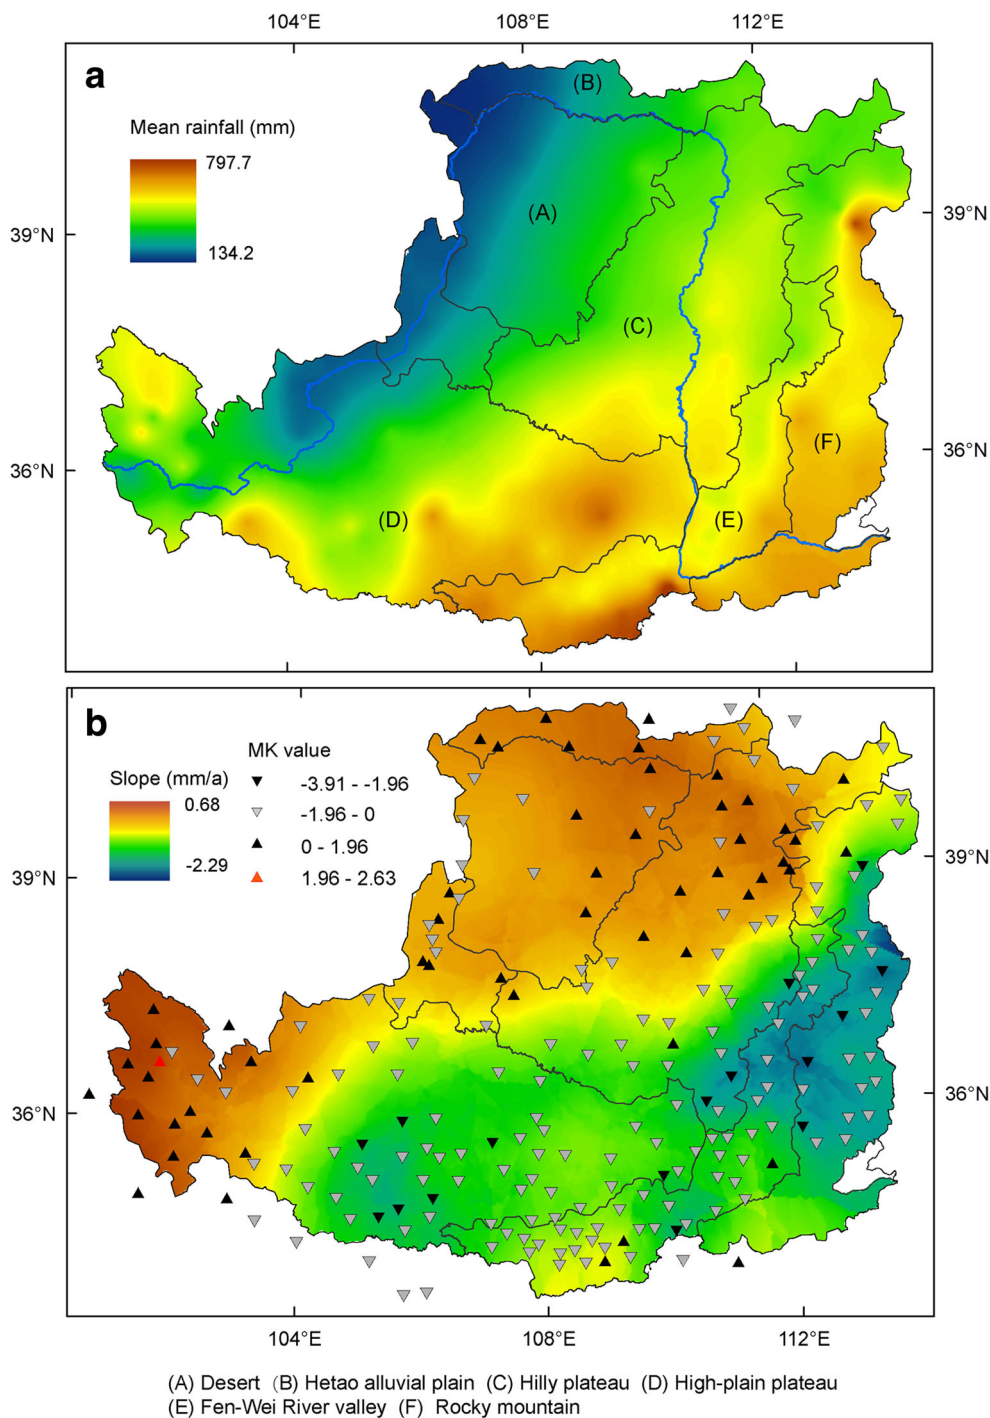 104°E 108°E 112°E
a
(B)
Mean rainfall (mm)
797.7
134.2
(A)
39°N 39°N
(C)
(F)
36°N 36°N
(D) (E)
b
MK value
Slope (mm/a)
0.68
-2.29
-3.91 - -1.96
-1.96 - 0
0 - 1.96
1.96 - 2.63
39°N 39°N
36°N 36°N
104°E 108°E 112°E
(A) Desert (B) Hetao alluvial plain (C) Hilly plateau (D) High-plain plateau
(E) Fen-Wei River valley (F) Rocky mountain